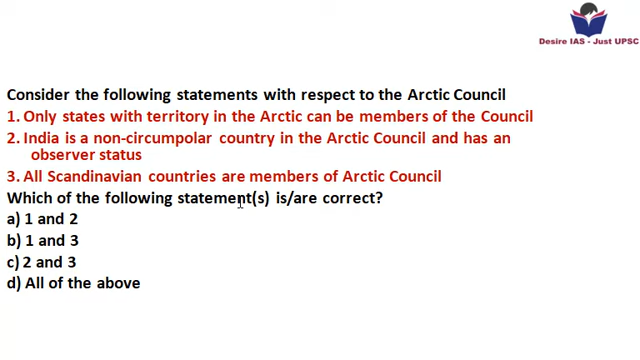 Desire IAS - Just UPSC
Consider the following statements with respect to the Arctic Council
1. Only states with territory in the Arctic can be members of the Council
2. India is a non-circumpolar country in the Arctic Council and has an
observer status
3. All Scandinavian countries are members of Arctic Council
Which of the following statement(s) is/are correct?
a) 1 and 2
b) 1 and 3
c) 2 and 3
d) All of the above